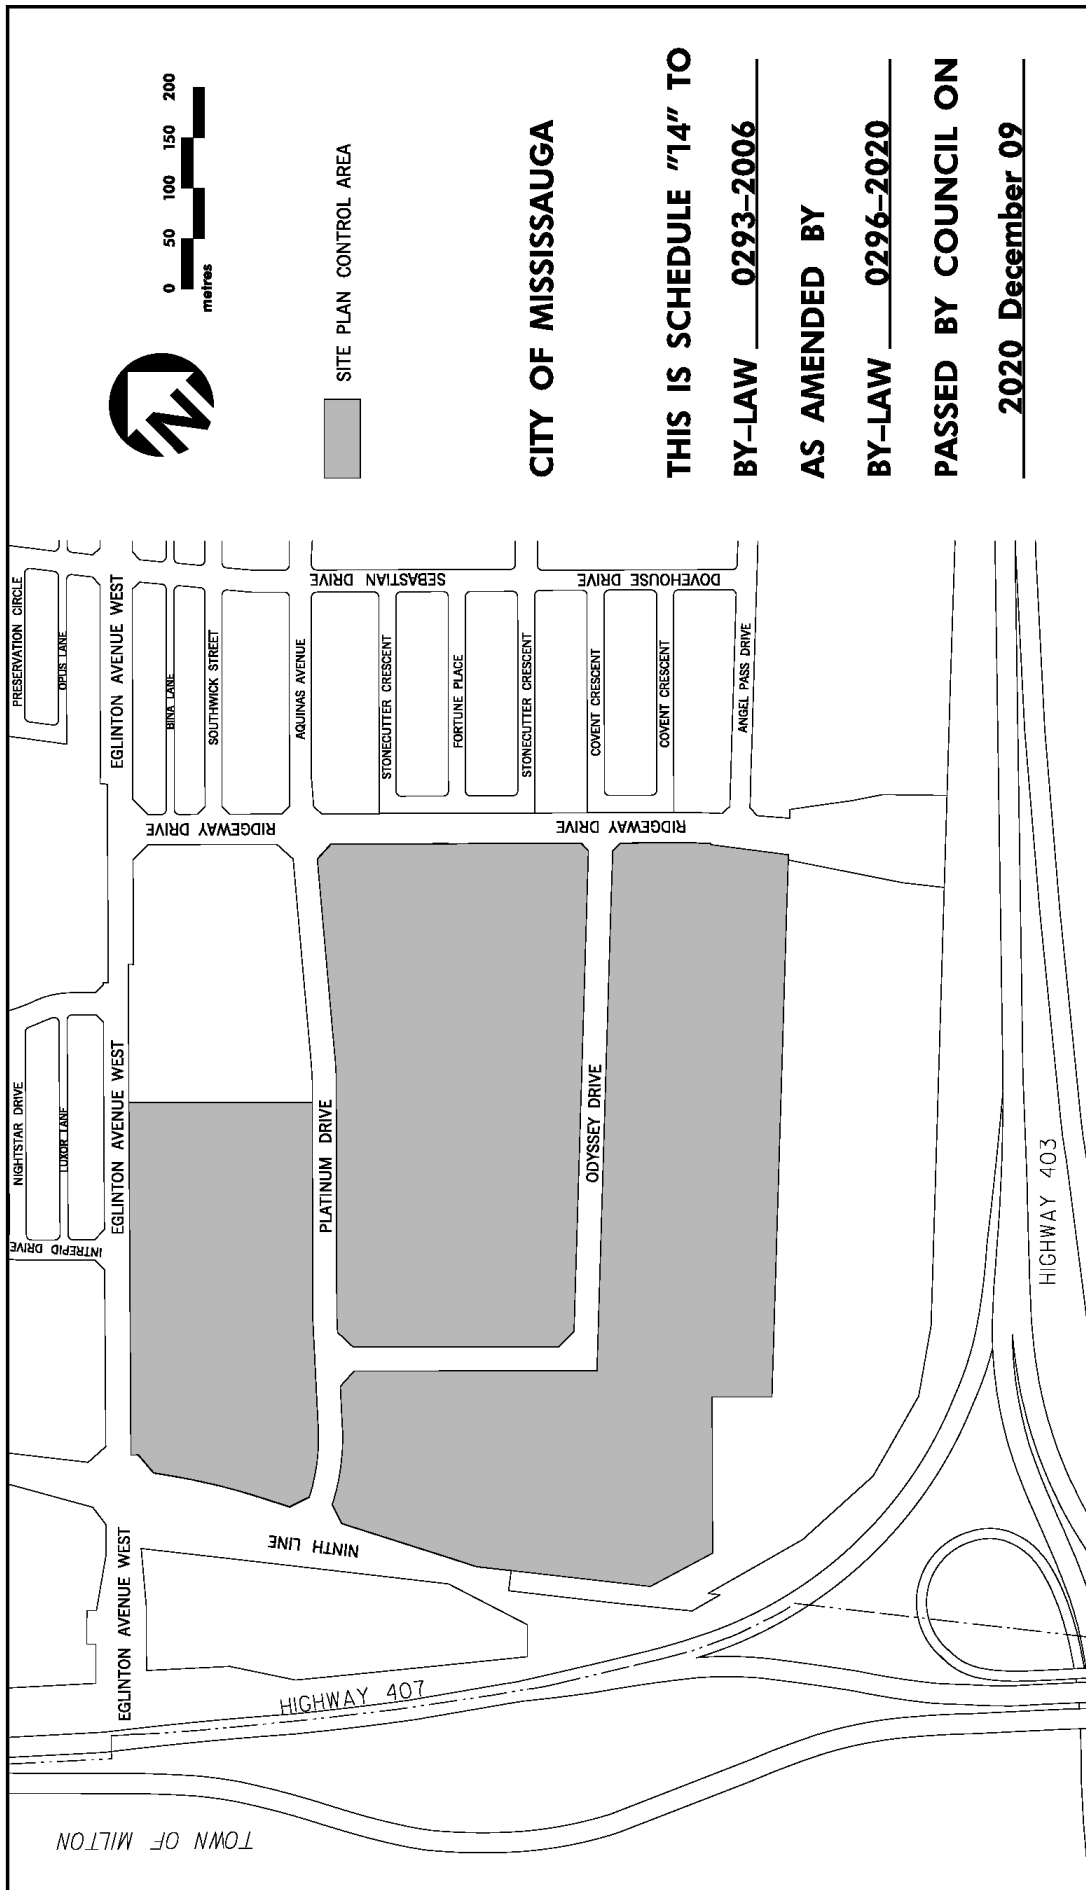 PRESERVATION CIRCLE
OPUS LANE
EGLINTON AVENUE WEST
BINA LANE
SOUTHWICK STREET
AQUINAS AVENUE
SEBASTIAN DRIVE
STONECUTTER CRESCENT
FORTUNE PLACE
STONECUTTER CRESCENT
DOVEHOUSE DRIVE
COVENT CRESCENT
COVENT CRESCENT
ANGEL PASS DRIVE
RIDGEWAY DRIVE
RIDGEWAY DRIVE
NIGHTSTAR DRIVE
LUXOR LANE
INTREPID DRIVE
EGLINTON AVENUE WEST
PLATINUM DRIVE
ODYSSEY DRIVE
NINTH LINE
EGLINTON AVENUE WEST
HIGHWAY 407
HIGHWAY 403
TOWN OF MILTON
N
0 50 100 150 200
metres
SITE PLAN CONTROL AREA
CITY OF MISSISSAUGA
THIS IS SCHEDULE "14" TO
BY-LAW 0293-2006
AS AMENDED BY
BY-LAW 0296-2020
PASSED BY COUNCIL ON
2020 December 09